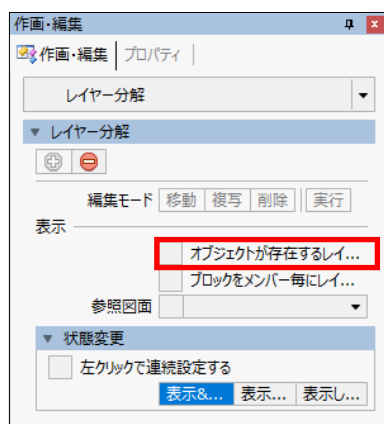 作画・編集
作画・編集 プロパティ
レイヤー分解
レイヤー分解
編集モード 移動 複写 削除 実行
表示
オブジェクトが存在するレイ...
ブロックをメンバー毎にレイ...
参照図面
状態変更
左クリックで連続設定する
表示&... 表示... 表示し...